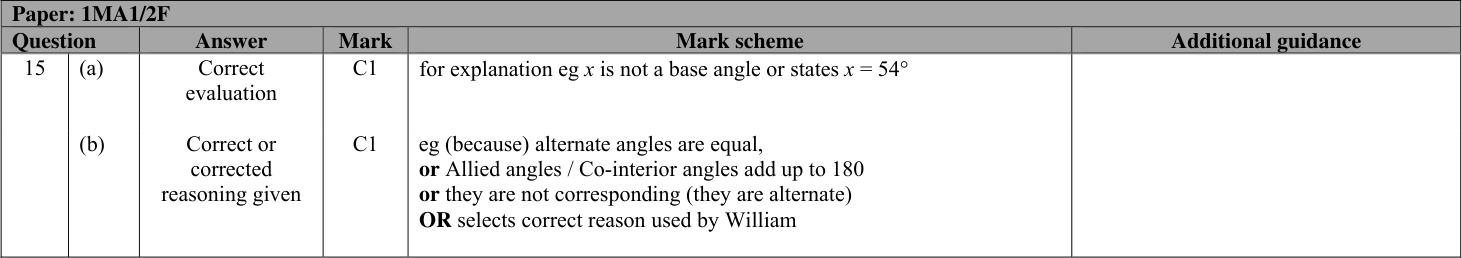 Paper: 1MA1/2F
Question Answer Mark Mark scheme Additional guidance
15 (a) Correct evaluation C1 for explanation eg x is not a base angle or states x = 54°
(b) Correct or corrected reasoning given C1 eg (because) alternate angles are equal,
or Allied angles / Co-interior angles add up to 180
or they are not corresponding (they are alternate)
OR selects correct reason used by William